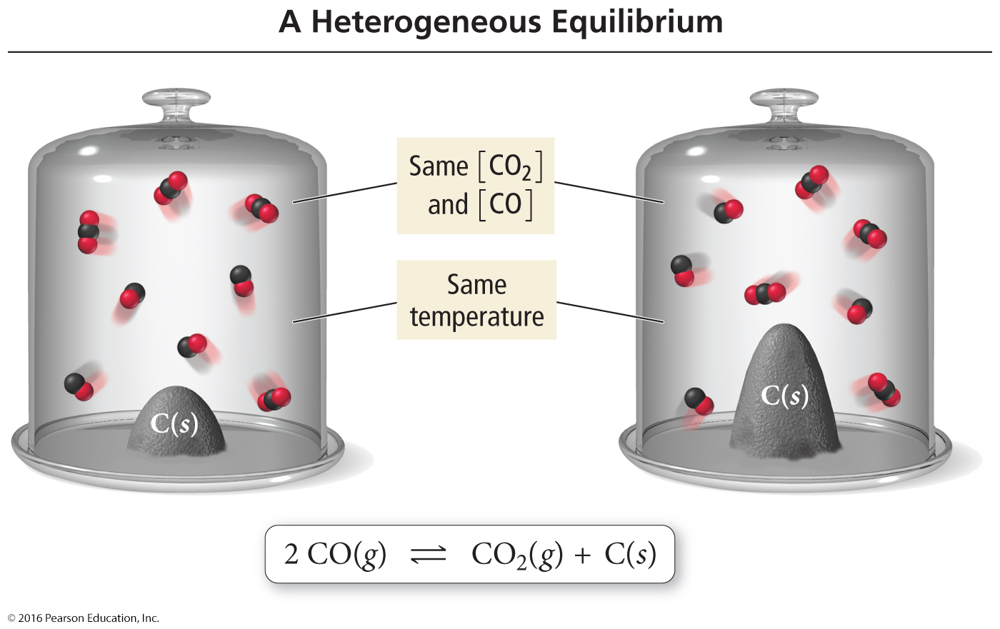 A Heterogeneous Equilibrium
Same [CO₂]
and [CO]
Same
temperature
C(s)
C(s)
2 CO(g) ⇌ CO₂(g) + C(s)
© 2016 Pearson Education, Inc.